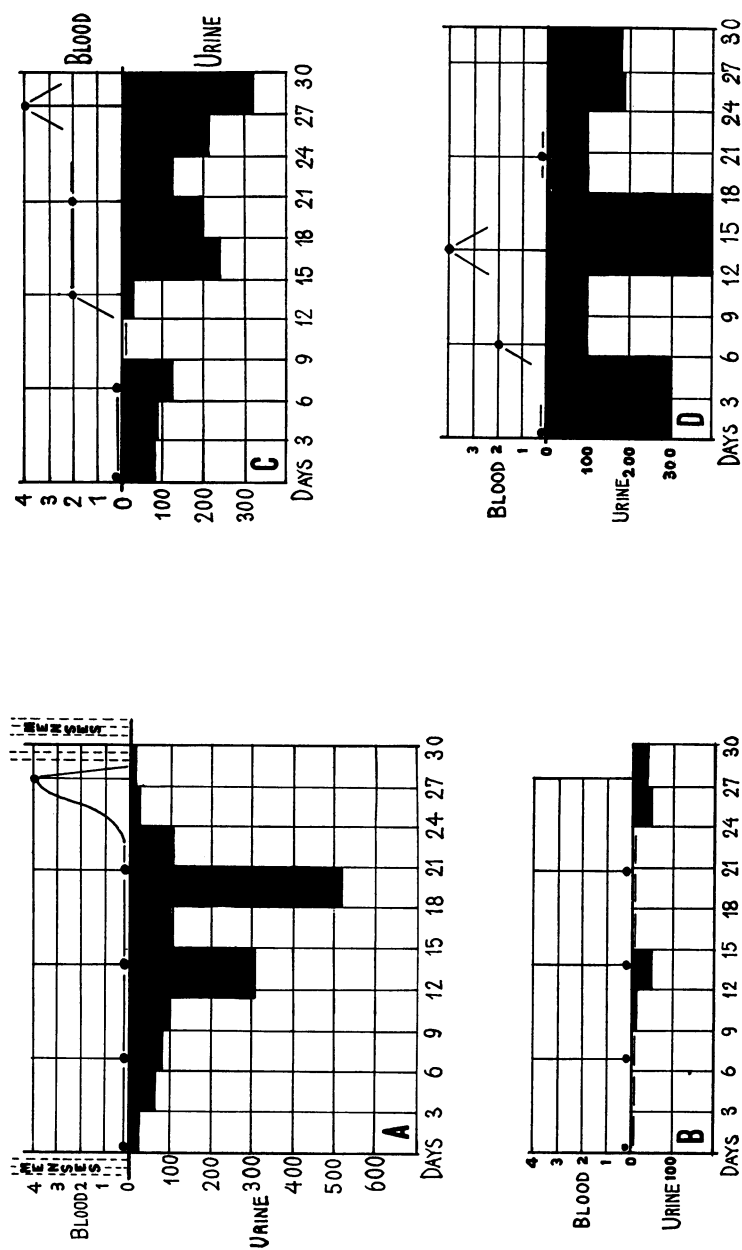 MENSES
MENSES
4
3
BLOOD 2
1
0
100
200
URINE 300
400
500
600
A
DAYS 3 6 9 12 15 18 21 24 27 30
4
3
2
1
0
100
200
300
BLOOD
URINE
C
DAYS 3 6 9 12 15 18 21 24 27 30
4
3
BLOOD 2
1
0
URINE 100
B
DAYS 3 6 9 12 15 18 21 24 27 30
3
BLOOD 2
1
0
100
URINE 200
300
D
DAYS 3 6 9 12 15 18 21 24 27 30